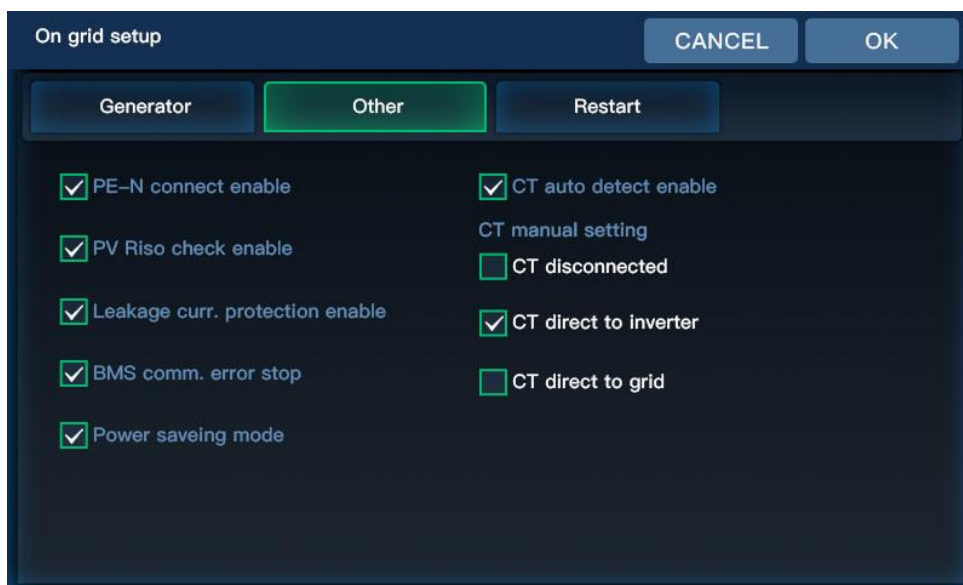 On grid setup
CANCEL
OK
Generator
Other
Restart
PE-N connect enable
PV Riso check enable
Leakage curr. protection enable
BMS comm. error stop
Power saveing mode
CT auto detect enable
CT manual setting
CT disconnected
CT direct to inverter
CT direct to grid